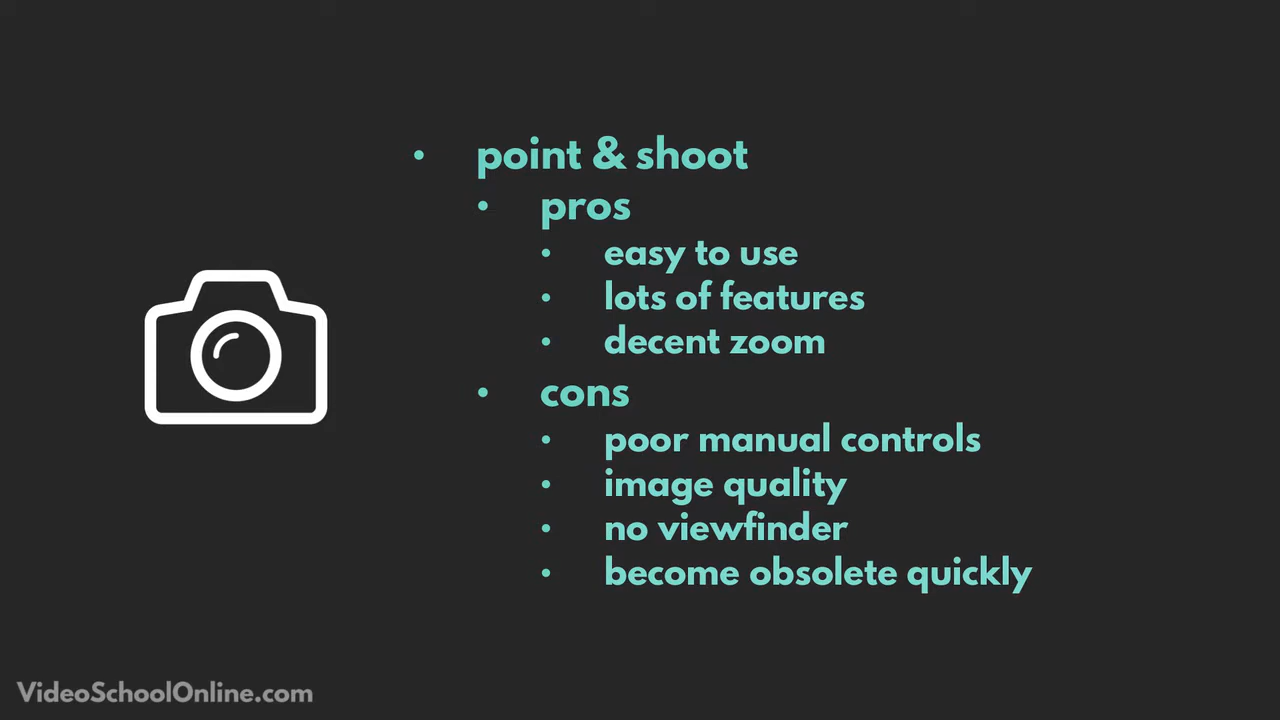 • point & shoot
• pros
• easy to use
• lots of features
• decent zoom
• cons
• poor manual controls
• image quality
• no viewfinder
• become obsolete quickly
VideoSchoolOnline.com